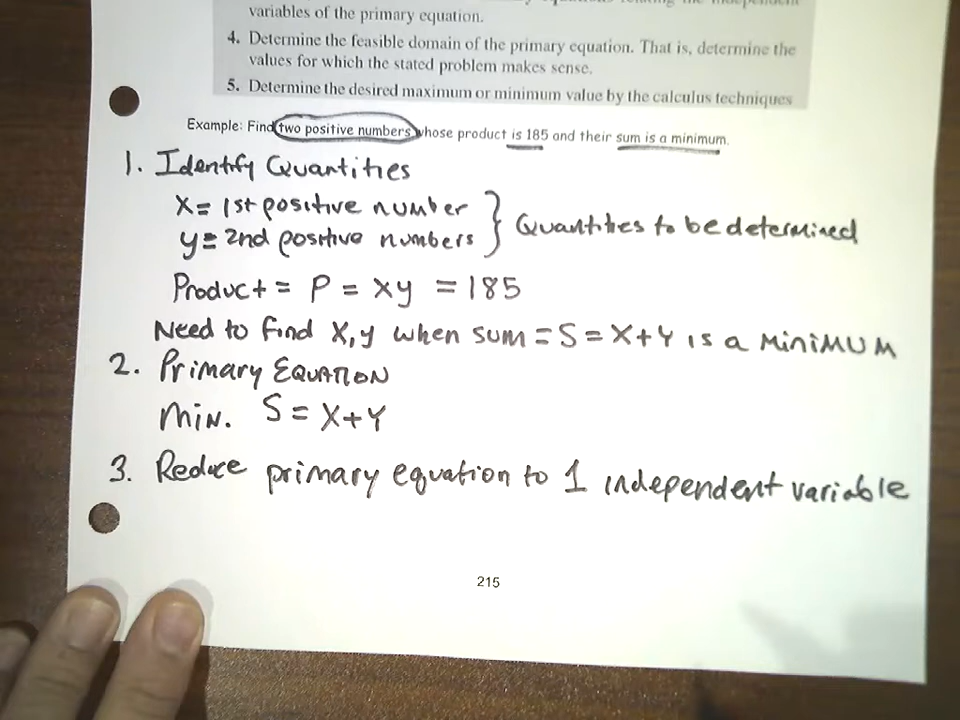 variables of the primary equation.
4. Determine the feasible domain of the primary equation. That is, determine the
values for which the stated problem makes sense.
5. Determine the desired maximum or minimum value by the calculus techniques
Example: Find two positive numbers whose product is 185 and their sum is a minimum.
1. Identify Quantities
X = 1st positive number
y = 2nd positive numbers } Quantities to be determined
Product = P = xy = 185
Need to find X, y when sum = S = X+Y is a MiniMUM
2. Primary EQUATION
Min. S = X+Y
3. Reduce primary equation to 1 independent variable
215